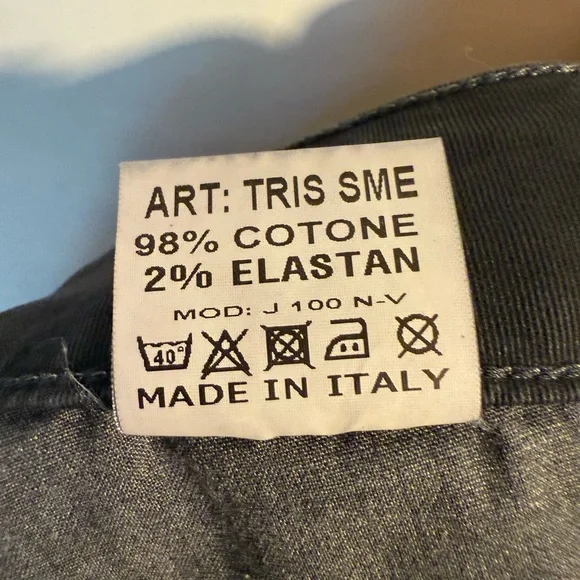 ART: TRIS SME
98% COTONE
2% ELASTAN
MOD: J 100 N-V
40°
MADE IN ITALY